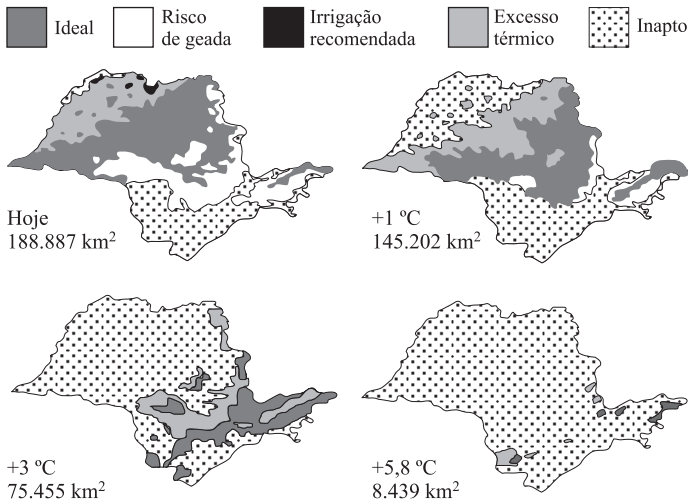 Ideal
Risco
de geada
Irrigação
recomendada
Excesso
térmico
Inapto
Hoje
188.887 km²
+1 ºC
145.202 km²
+3 ºC
75.455 km²
+5,8 ºC
8.439 km²